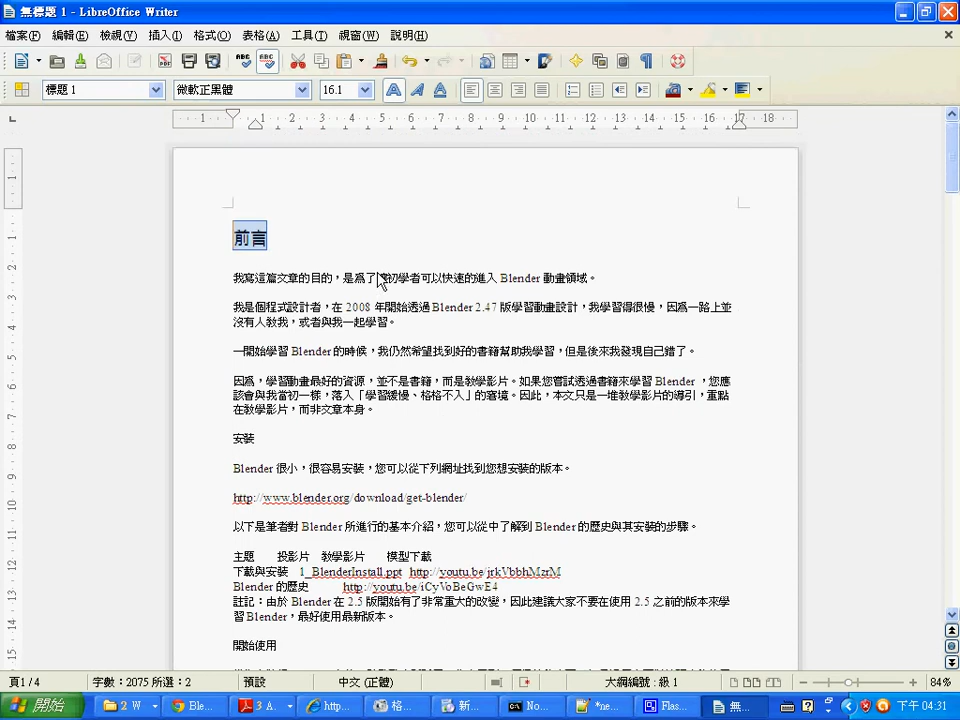 無標題 1 - LibreOffice Writer
檔案(F) 編輯(E) 檢視(V) 插入(I) 格式(O) 表格(A) 工具(T) 視窗(W) 說明(H)
標題 1 微軟正黑體 16.1
前言
我寫這篇文章的目的,是為了 初學者可以快速的進入 Blender 動畫領域。
我是個程式設計者,在 2008 年開始透過 Blender 2.47 版學習動畫設計,我學習得很慢,因為一路上並
沒有人教我,或者與我一起學習。
一開始學習 Blender 的時候,我仍然希望找到好的書籍幫助我學習,但是後來我發現自己錯了。
因為,學習動畫最好的資源,並不是書籍,而是教學影片。如果您嘗試透過書籍來學習 Blender ,您應
該會與我當初一樣,落入「學習緩慢、格格不入」的窘境。因此,本文只是一堆教學影片的導引,重點
在教學影片,而非文章本身。
安裝
Blender 很小,很容易安裝,您可以從下列網址找到您想安裝的版本。
http://www.blender.org/download/get-blender/
以下是筆者對 Blender 所進行的基本介紹,您可以從中了解到 Blender 的歷史與其安裝的步驟。
主題 投影片 教學影片 模型下載
下載與安裝 1_BlenderInstall.ppt http://youtu.be/jrkVbbhMzrM
Blender 的歷史 http://youtu.be/iCyVoBeGwE4
註記:由於 Blender 在 2.5 版開始有了非常重大的改變,因此建議大家不要在使用 2.5 之前的版本來學
習 Blender,最好使用最新版本。
開始使用
頁1 / 4 字數:2075 所選:2 預設 中文 (正體) 大綱編號:級 1 84%
開始 2 W Ble... 3 A. http... 格... 新... No... *ne... Flas... 無... 下午 04:31